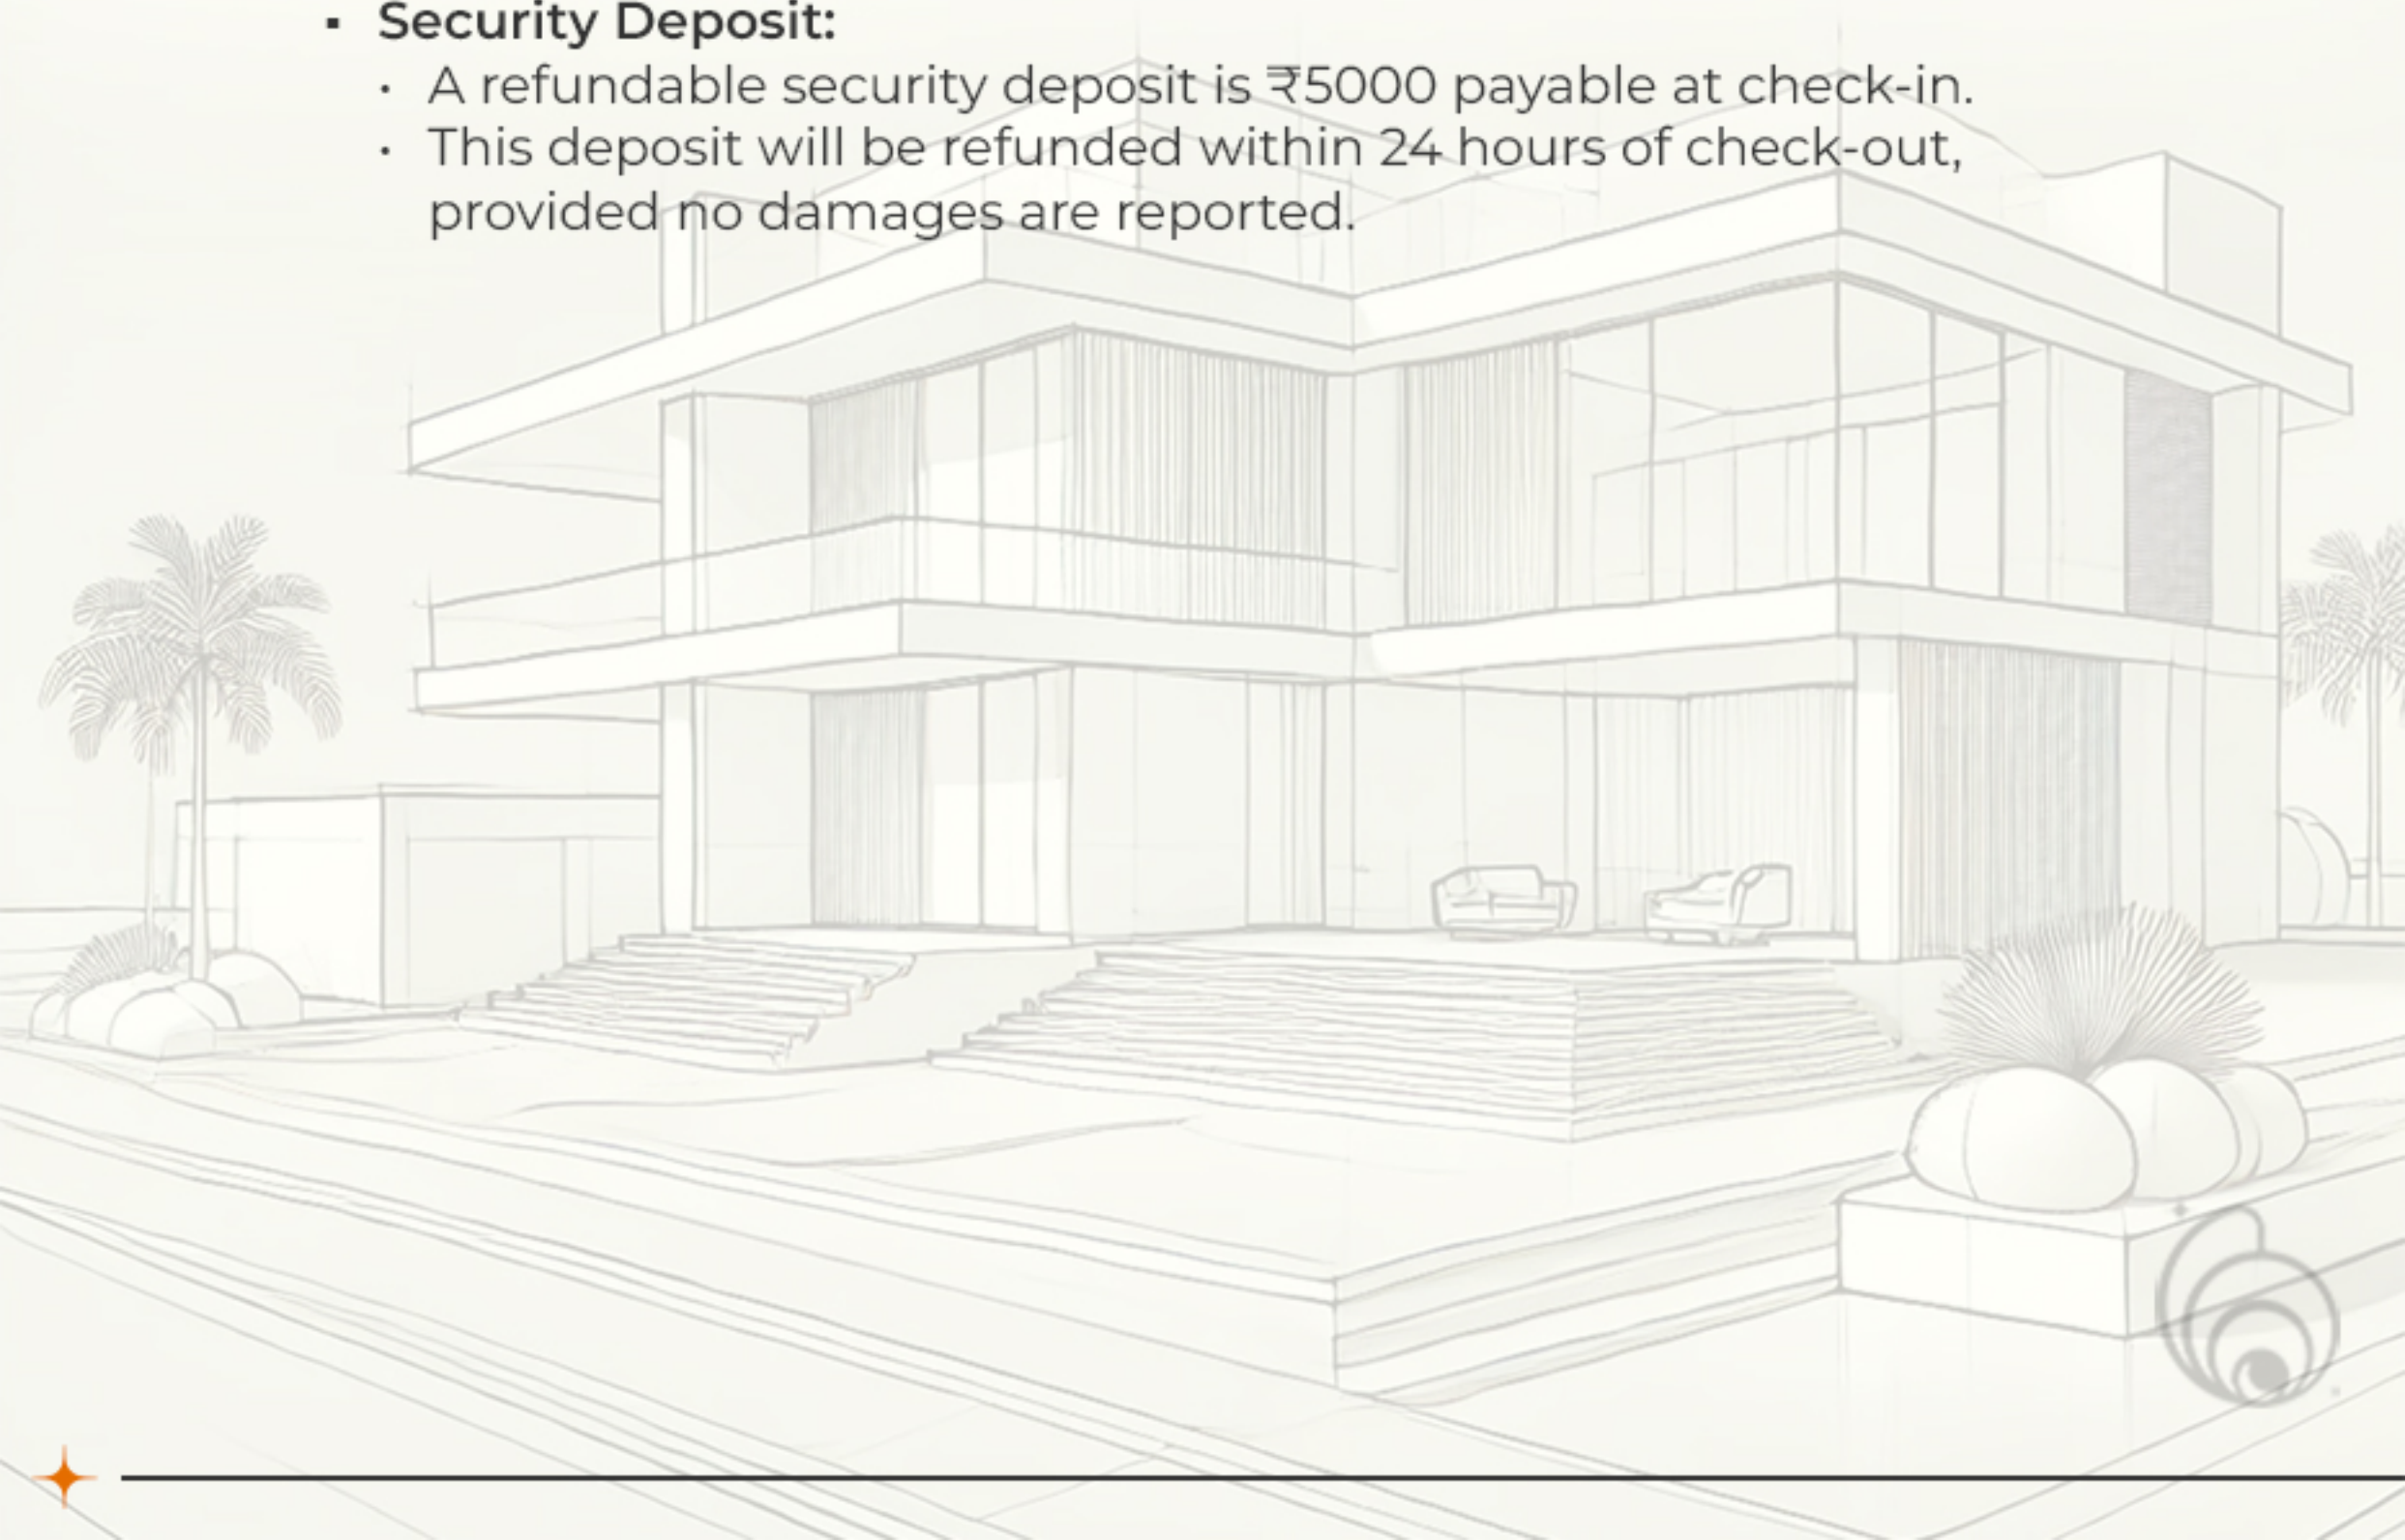 ▪ Security Deposit:
• A refundable security deposit is ₹5000 payable at check-in.
• This deposit will be refunded within 24 hours of check-out,
provided no damages are reported.